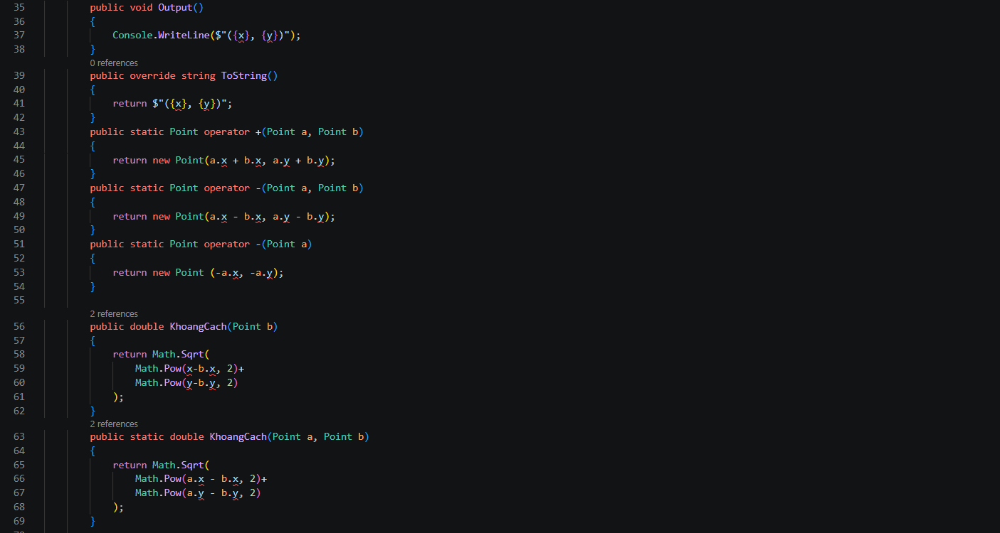 35 public void Output()
36 {
37 Console.WriteLine($"({x}, {y})");
38 }
0 references
39 public override string ToString()
40 {
41 return $"({x}, {y})";
42 }
43 public static Point operator +(Point a, Point b)
44 {
45 return new Point(a.x + b.x, a.y + b.y);
46 }
47 public static Point operator -(Point a, Point b)
48 {
49 return new Point(a.x - b.x, a.y - b.y);
50 }
51 public static Point operator -(Point a)
52 {
53 return new Point (-a.x, -a.y);
54 }
55
2 references
56 public double KhoangCach(Point b)
57 {
58 return Math.Sqrt(
59 Math.Pow(x-b.x, 2)+
60 Math.Pow(y-b.y, 2)
61 );
62 }
2 references
63 public static double KhoangCach(Point a, Point b)
64 {
65 return Math.Sqrt(
66 Math.Pow(a.x - b.x, 2)+
67 Math.Pow(a.y - b.y, 2)
68 );
69 }